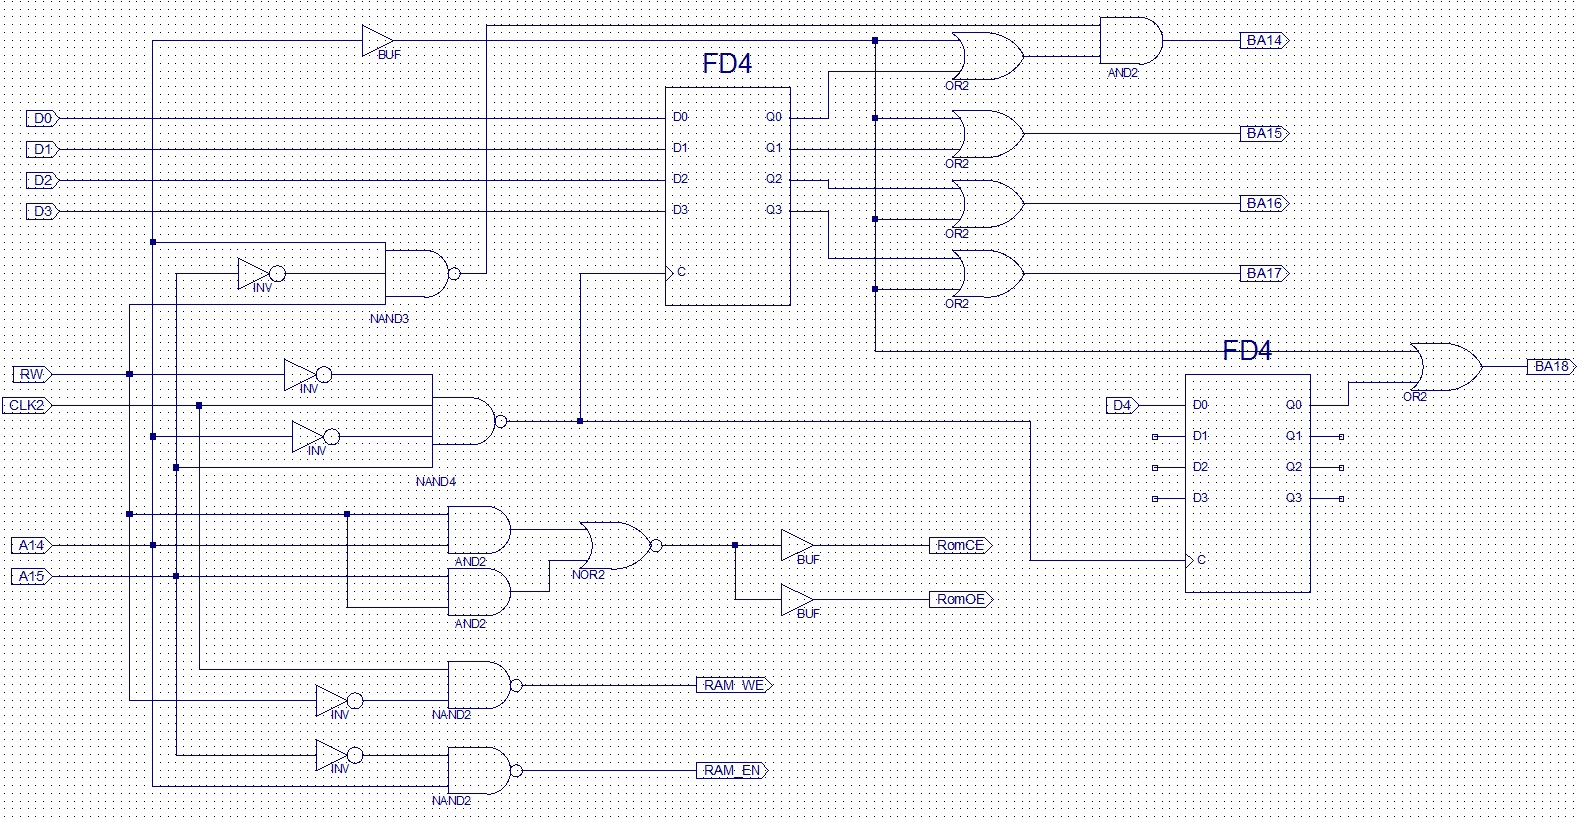 BUF
FD4
OR2
AND2
BA14
D0
D0
Q0
D1
D1
Q1
OR2
BA15
D2
D2
Q2
D3
D3
Q3
OR2
BA16
INV
NAND3
C
OR2
BA17
FD4
RW
INV
OR2
BA18
CLK2
D4
D0
Q0
INV
D1
Q1
D2
Q2
NAND4
D3
Q3
A14
AND2
NOR2
BUF
RomCE
C
A15
AND2
BUF
RomOE
INV
NAND2
RAM_WE
INV
NAND2
RAM_EN